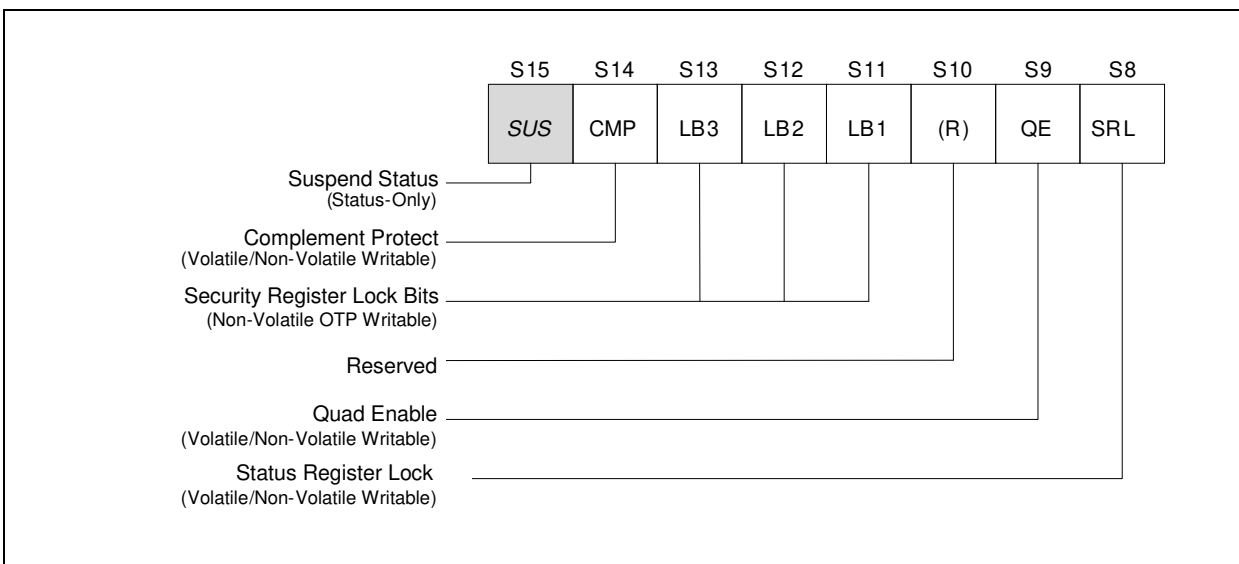 S15 S14 S13 S12 S11 S10 S9 S8
SUS CMP LB3 LB2 LB1 (R) QE SRL
Suspend Status
(Status-Only)
Complement Protect
(Volatile/Non-Volatile Writable)
Security Register Lock Bits
(Non-Volatile OTP Writable)
Reserved
Quad Enable
(Volatile/Non-Volatile Writable)
Status Register Lock
(Volatile/Non-Volatile Writable)